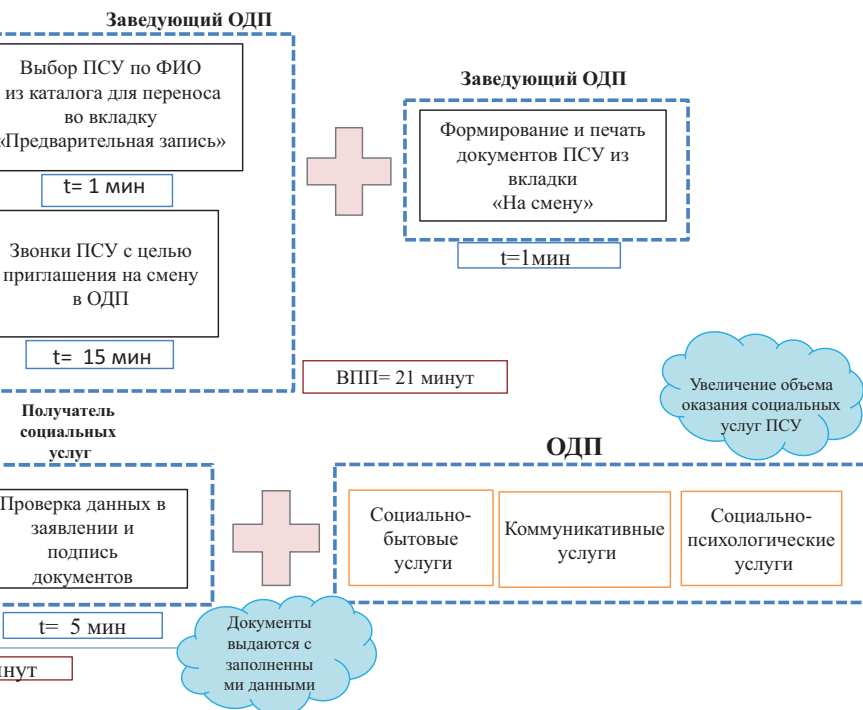 Заведующий ОДП
Выбор ПСУ по ФИО
из каталога для переноса
во вкладку
«Предварительная запись»
t= 1 мин
Звонки ПСУ с целью
приглашения на смену
в ОДП
t= 15 мин
Заведующий ОДП
Формирование и печать
документов ПСУ из
вкладки
«На смену»
t=1мин
ВПП= 21 минут
Увеличение объема
оказания социальных
услуг ПСУ
Получатель
социальных
услуг
Проверка данных в
заявлении и
подпись
документов
t= 5 мин
нут
Документы
выдаются с
заполненны
ми данными
ОДП
Социально-
бытовые
услуги
Коммуникативные
услуги
Социально-
психологические
услуги